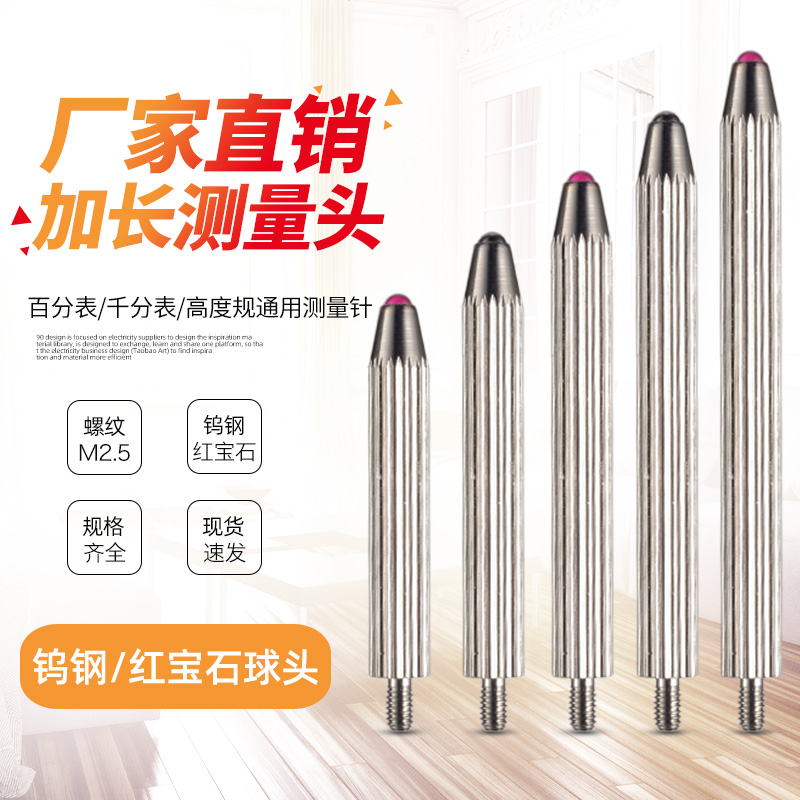 厂家直销
加长测量头
百分表/千分表/高度规通用测量针
90 design is focused on electricity suppliers to design the inspiration ma
terial library, is designed to exchange, learn and share one platform, so tha
t the electricity business design (Taobao Art) to find inspira
tion and material more efficient
螺纹
M2.5
钨钢
红宝石
规格
齐全
现货
速发
钨钢/红宝石球头